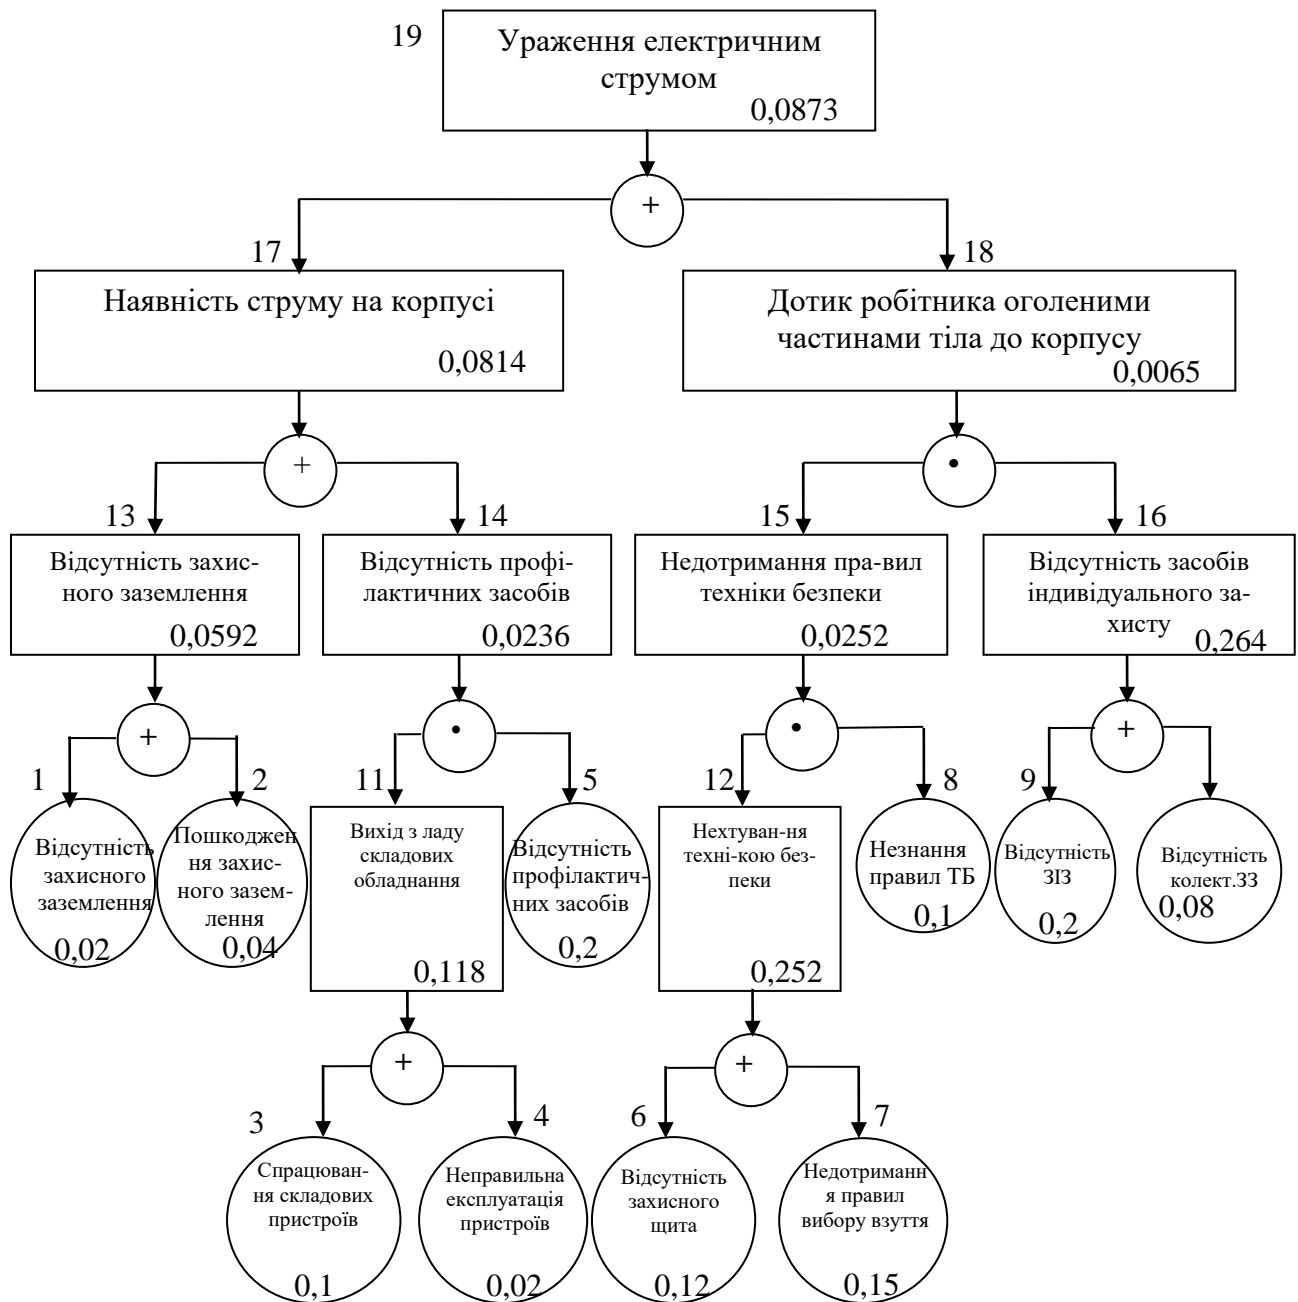 19
Ураження електричним
струмом
0,0873
+
17
18
Наявність струму на корпусі
0,0814
Дотик робітника оголеними
частинами тіла до корпусу
0,0065
+
•
13
14
15
16
Відсутність захис-
ного заземлення
0,0592
Відсутність профі-
лактичних засобів
0,0236
Недотримання пра-вил
техніки безпеки
0,0252
Відсутність засобів
індивідуального за-
хисту
0,264
+
•
•
+
1
2
11
5
12
8
9
Відсутність
захисного
заземлення
0,02
Пошкоджен
ня захис-
ного зазем-
лення
0,04
Вихід з ладу
складових
обладнання
0,118
Відсутність
профілактич-
них засобів
0,2
Нехтуван-ня
техні-кою без-
пеки
0,252
Незнання
правил ТБ
0,1
Відсутність
ЗІЗ
0,2
Відсутність
колект.ЗЗ
0,08
+
+
3
4
6
7
Спрацюван-
ня складових
пристроїв
0,1
Неправильна
експлуатація
пристроїв
0,02
Відсутність
захисного
щита
0,12
Недотриманн
я правил
вибору взуття
0,15